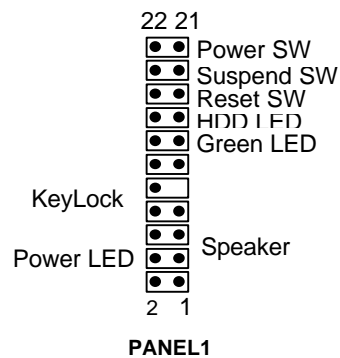 22 21
Power SW
Suspend SW
Reset SW
HDD LED
Green LED
KeyLock
Speaker
Power LED
2 1
PANEL1